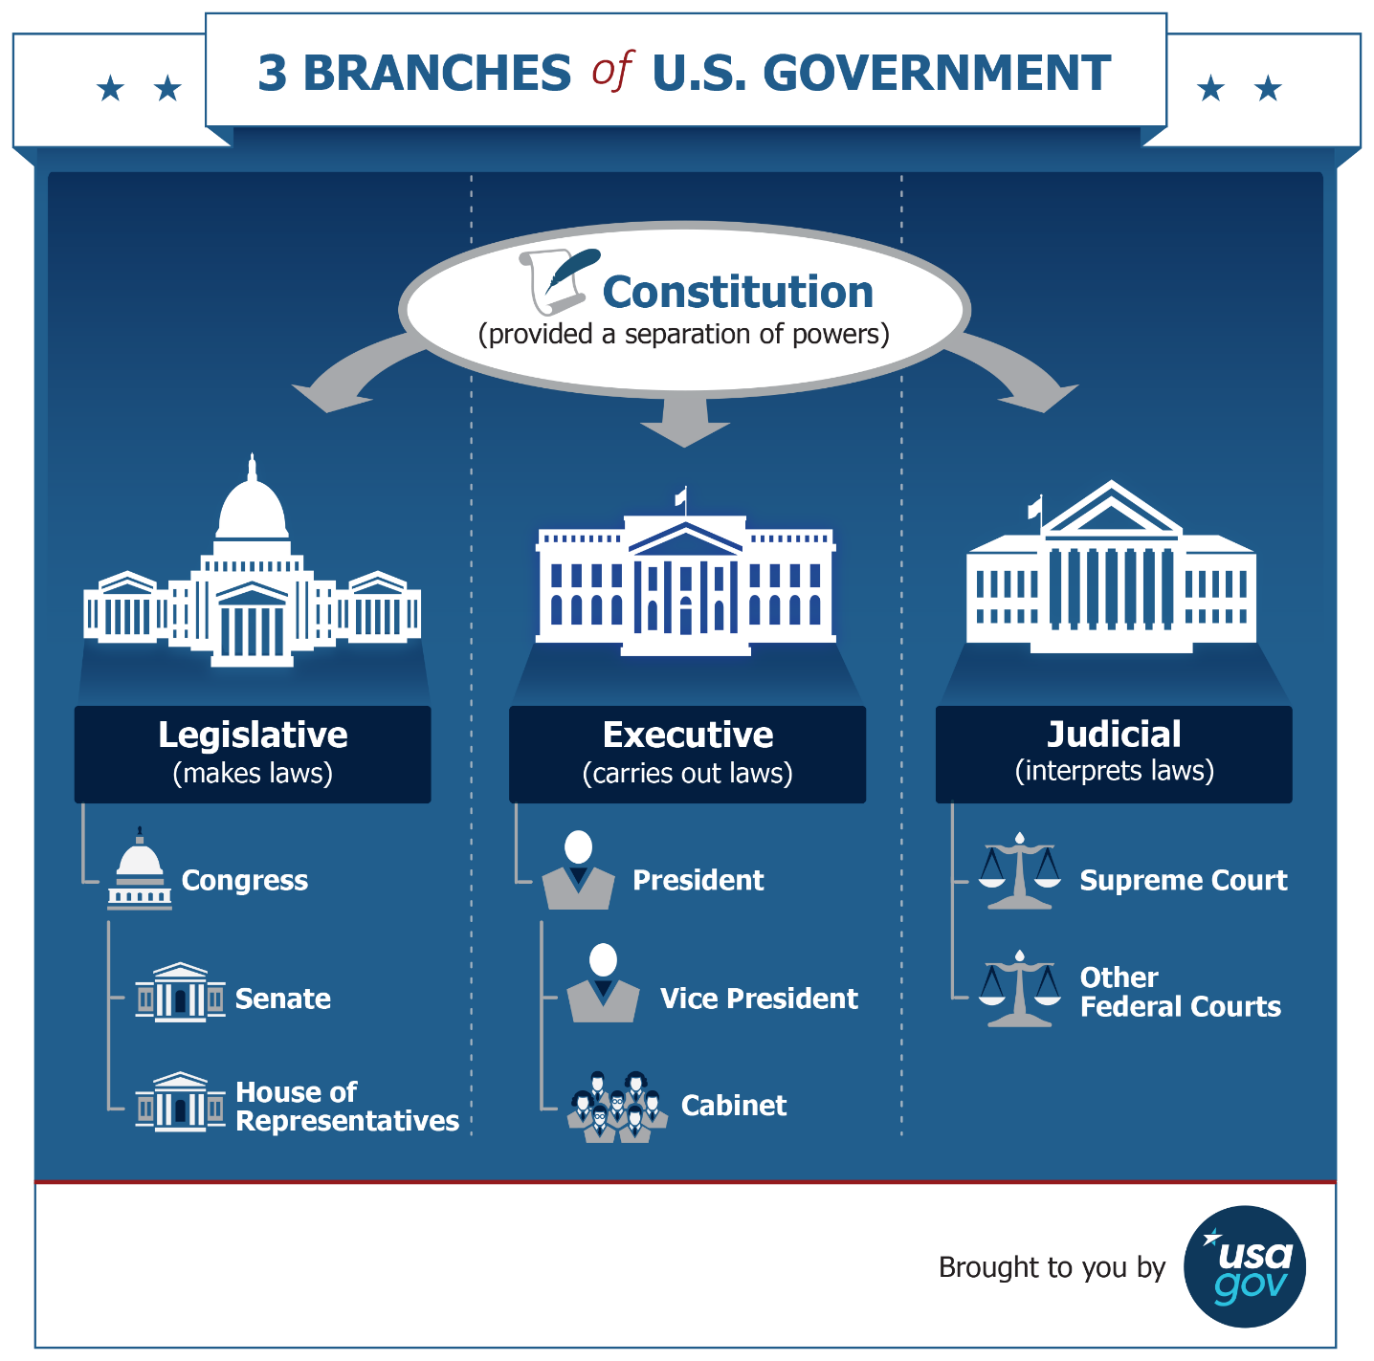 3 BRANCHES of U.S. GOVERNMENT
Constitution
(provided a separation of powers)
Legislative
(makes laws)
Congress
Senate
House of
Representatives
Executive
(carries out laws)
President
Vice President
Cabinet
Judicial
(interprets laws)
Supreme Court
Other
Federal Courts
Brought to you by
usa
gov